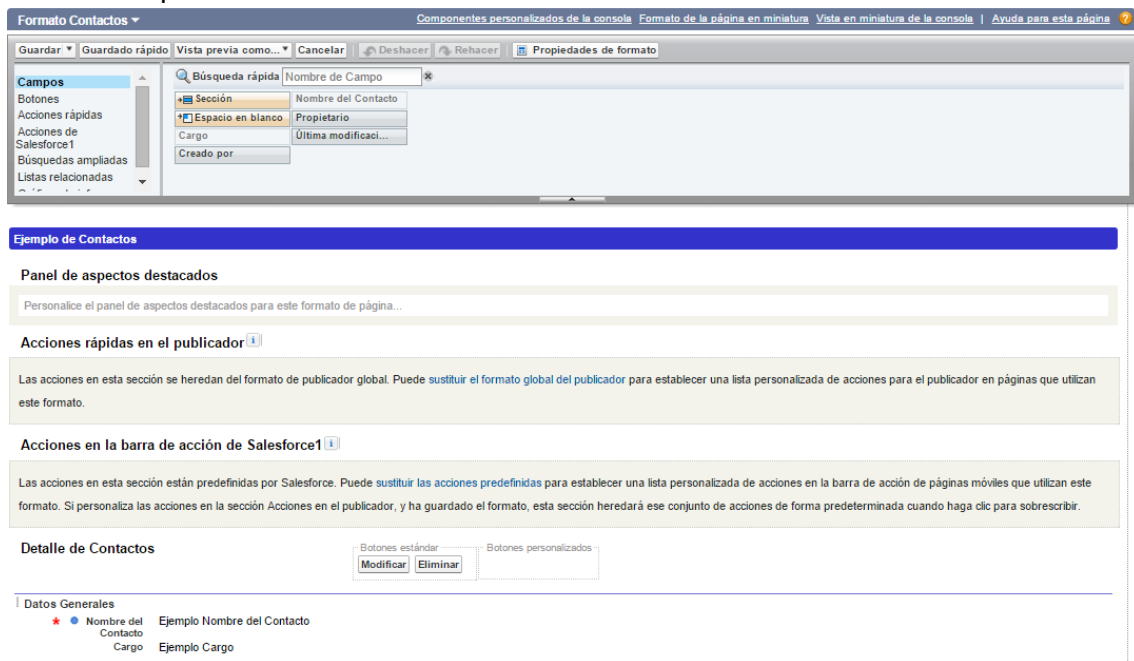 Formato Contactos Componentes personalizados de la consola Formato de la página en miniatura Vista en miniatura de la consola | Ayuda para esta página ?
Guardar Guardado rápido Vista previa como... Cancelar Deshacer Rehacer Propiedades de formato
Campos
Botones
Acciones rápidas
Acciones de
Salesforce1
Búsquedas ampliadas
Listas relacionadas
Búsqueda rápida Nombre de Campo
Sección Nombre del Contacto
Espacio en blanco Propietario
Cargo Última modificaci...
Creado por
Ejemplo de Contactos
Panel de aspectos destacados
Personalice el panel de aspectos destacados para este formato de página...
Acciones rápidas en el publicador i
Las acciones en esta sección se heredan del formato de publicador global. Puede sustituir el formato global del publicador para establecer una lista personalizada de acciones para el publicador en páginas que utilizan
este formato.
Acciones en la barra de acción de Salesforce1 i
Las acciones en esta sección están predefinidas por Salesforce. Puede sustituir las acciones predefinidas para establecer una lista personalizada de acciones en la barra de acción de páginas móviles que utilizan este
formato. Si personaliza las acciones en la sección Acciones en el publicador, y ha guardado el formato, esta sección heredará ese conjunto de acciones de forma predeterminada cuando haga clic para sobrescribir.
Detalle de Contactos
Botones estándar Botones personalizados
Modificar Eliminar
Datos Generales
* Nombre del Ejemplo Nombre del Contacto
Contacto
Cargo Ejemplo Cargo